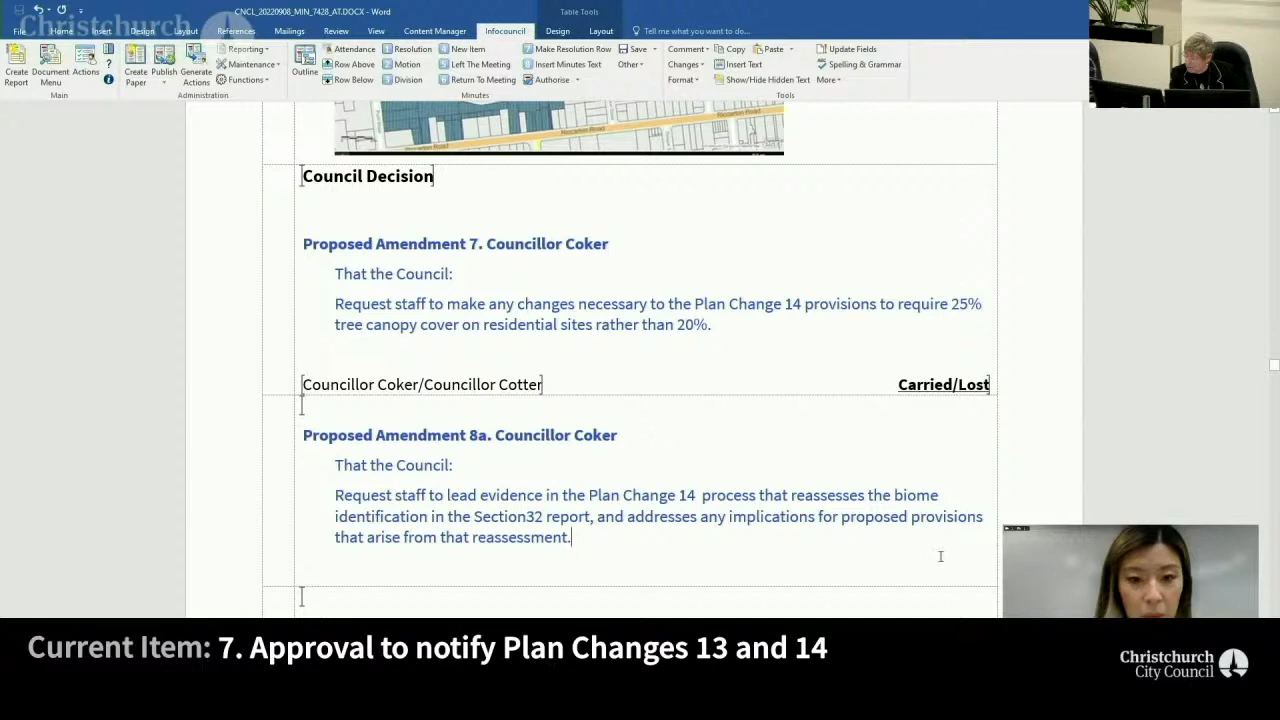 Christchurch
CNCL_20220908_MIN_7428_AT.DOCX - Word
Table Tools
File Home Insert Design Layout References Mailings Review View Content Manager Infocouncil Design Layout Tell me what you want to do...
Create Report
Document Menu
Actions
Main
Create Paper
Publish
Generate Actions
Reporting
Maintenance
Functions
Administration
Outline
Attendance
Row Above
Row Below
Resolution
Motion
Division
New Item
Left The Meeting
Return To Meeting
Make Resolution Row
Insert Minutes Text
Authorise
Save
Other
Minutes
Comment
Changes
Format
Copy
Paste
Insert Text
Show/Hide Hidden Text
Update Fields
Spelling & Grammar
More
Tools
Riccarton Road
Riccarton Road
Council Decision
Proposed Amendment 7. Councillor Coker
That the Council:
Request staff to make any changes necessary to the Plan Change 14 provisions to require 25%
tree canopy cover on residential sites rather than 20%.
Councillor Coker/Councillor Cotter Carried/Lost
Proposed Amendment 8a. Councillor Coker
That the Council:
Request staff to lead evidence in the Plan Change 14  process that reassesses the biome
identification in the Section32 report, and addresses any implications for proposed provisions
that arise from that reassessment.
Current Item: 7. Approval to notify Plan Changes 13 and 14
Christchurch
City Council